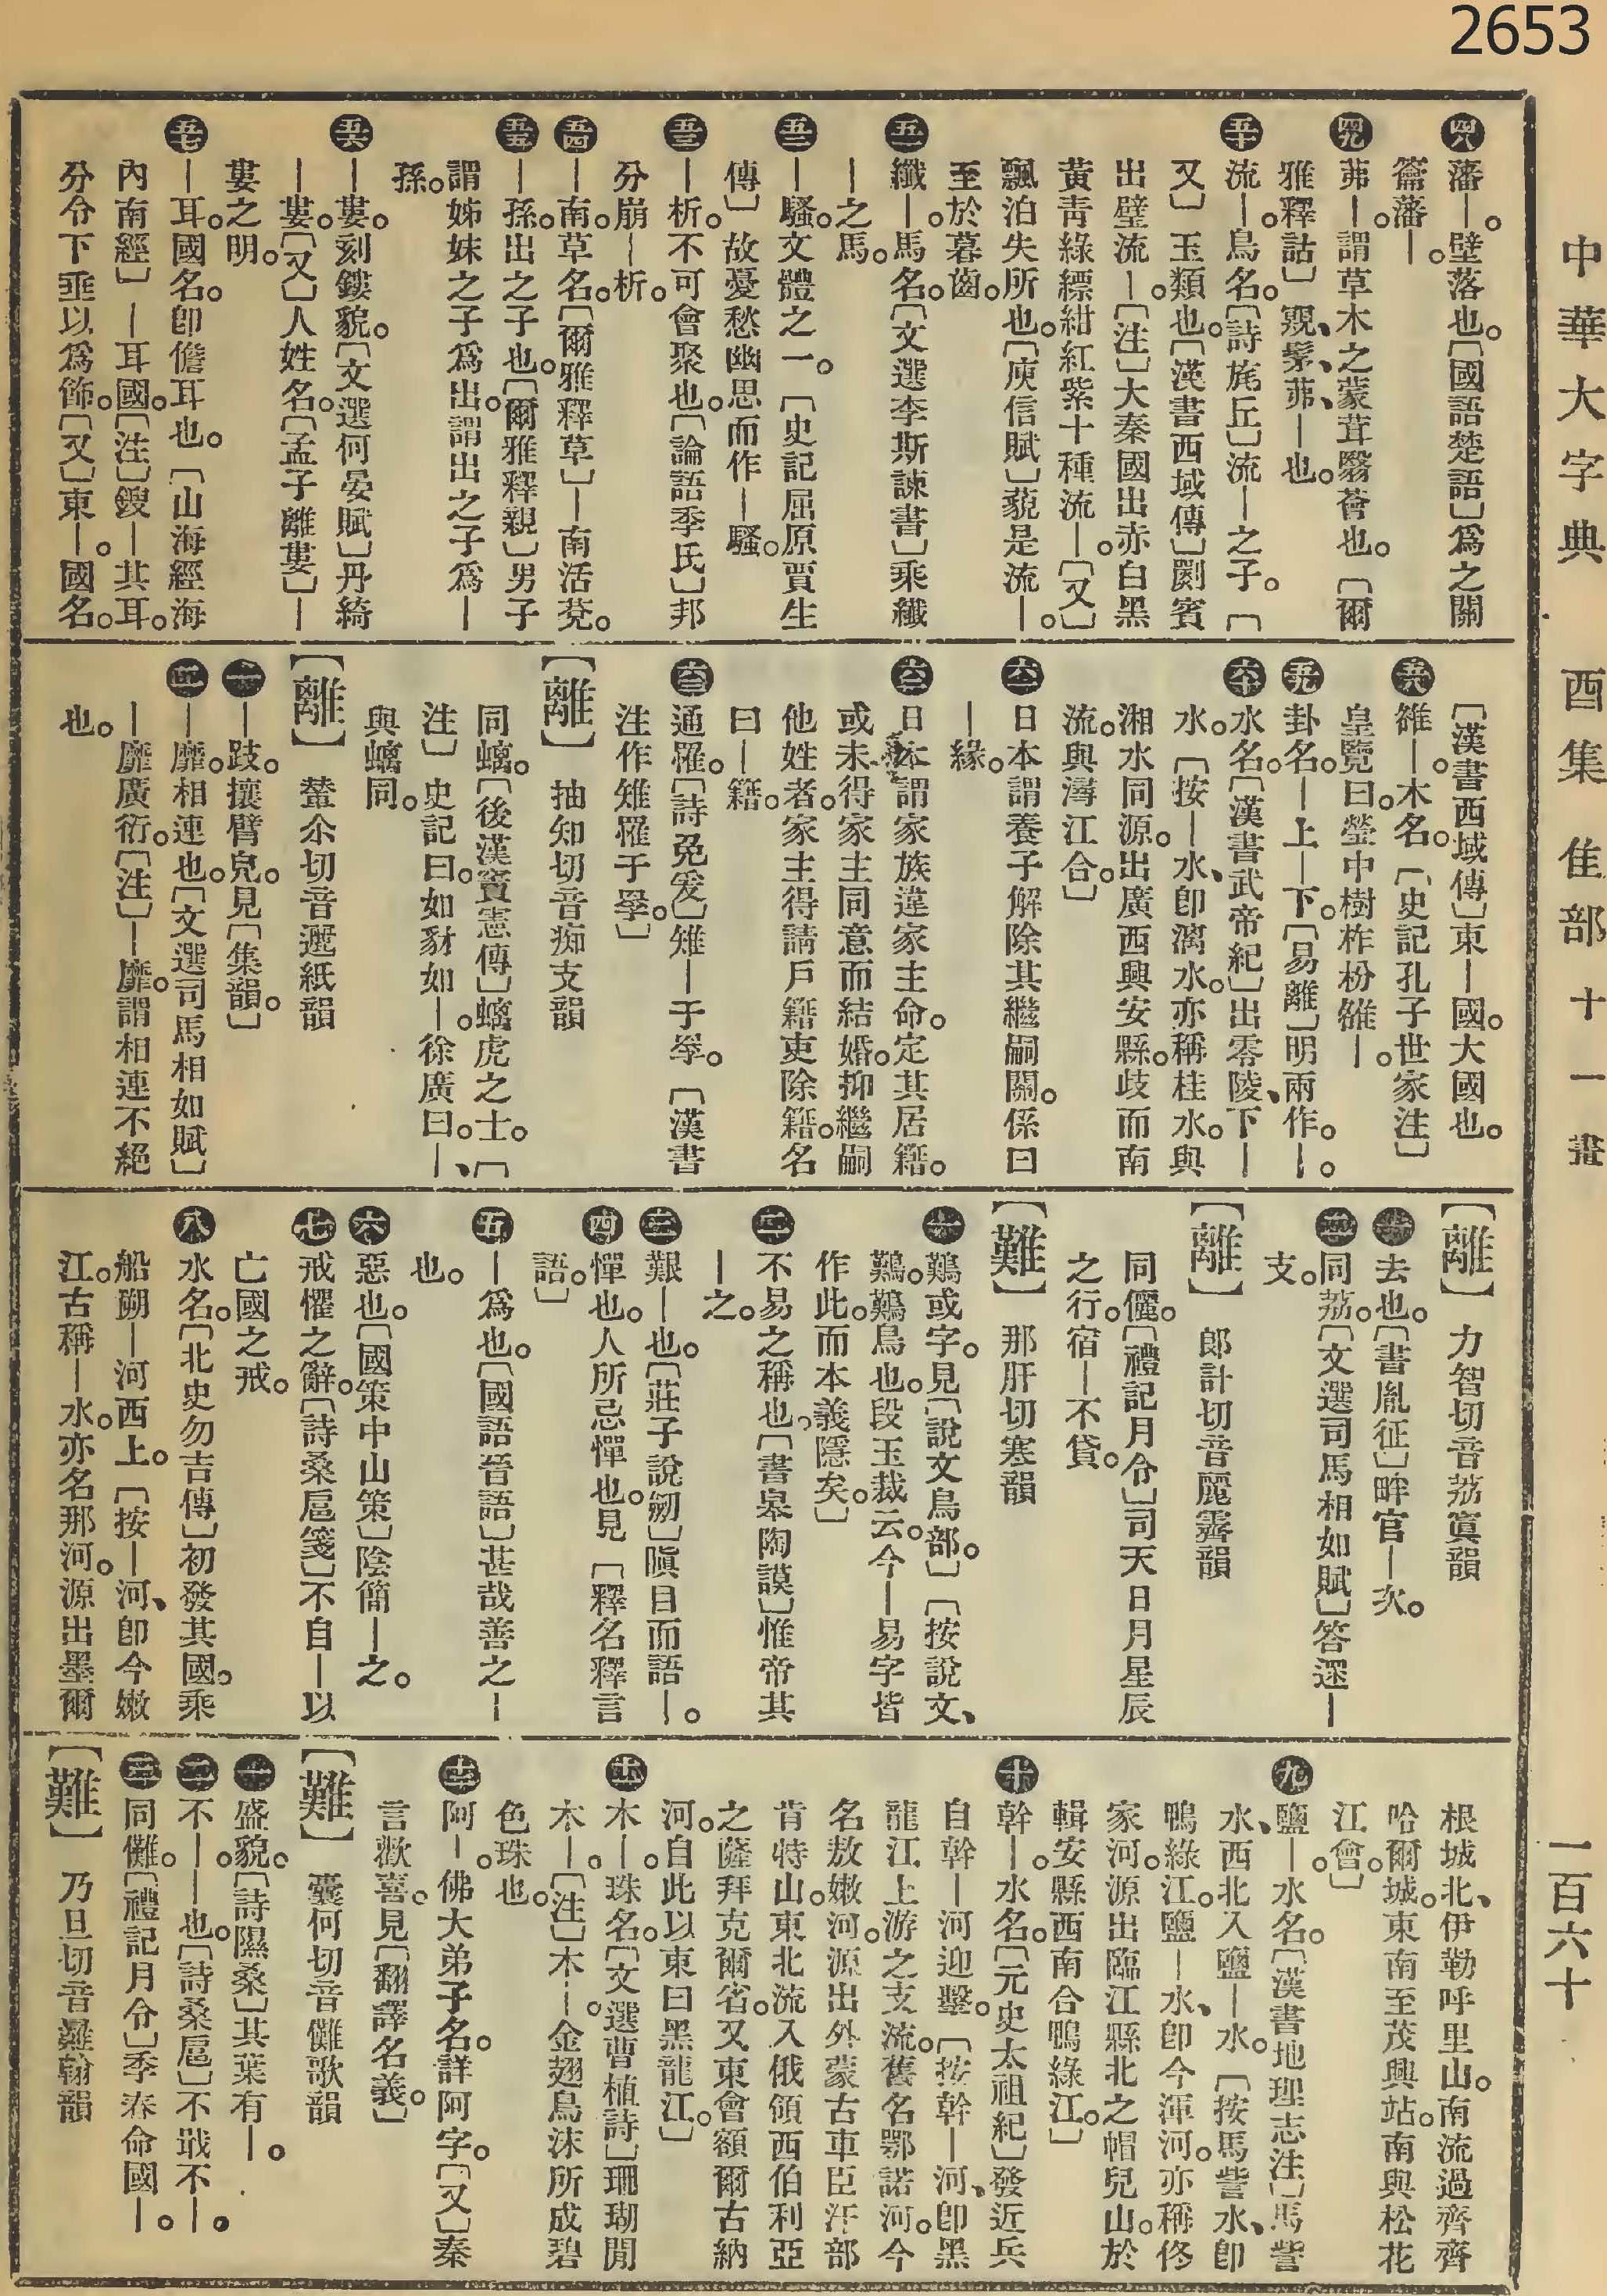 2653
中華大字典 酉集 隹部 十一畫 一百六十
四八 藩—。壁落也。〔國語楚語〕爲之關
籥藩—。
四九 茀—。謂草木之蒙茸翳薈也。〔爾
雅釋詁〕覭、髳、茀—也。
五十 流—。鳥名。〔詩旄丘〕流—之子。〔
又〕玉類也。〔漢書西域傳〕罽賓
出璧流—。〔注〕大秦國出赤白黑
黃青綠縹紺紅紫十種流—。〔又〕
飄泊失所也。〔庾信賦〕藐是流—。
至於暮齒。
五一 纖—。馬名。〔文選李斯諫書〕乘纖
—之馬。
五二 —騷。文體之一。〔史記屈原賈生
傳〕故憂愁幽思而作—騷。
五三 —析。不可會聚也。〔論語季氏〕邦
分崩—析。
五四 —南。草名。〔爾雅釋草〕—南活莌。
五五 —孫。出之子也。〔爾雅釋親〕男子
謂姊妹之子爲出。謂出之子爲—
孫。
五六 —婁。刻鏤貌。〔文選何晏賦〕丹綺
—婁。〔又〕人姓名。〔孟子離婁〕—
婁之明。
五七 —耳。國名。卽儋耳也。〔山海經海
內南經〕—耳國。〔注〕鎪—其耳。
分令下垂以爲飾。〔又〕東—。國名。
〔漢書西域傳〕東—國。大國也。
五八 雒—。木名。〔史記孔子世家注〕
皇覽曰。塋中樹柞枌雒—。
五九 卦名。—上—下。〔易離〕明兩作。—。
六十 水名。〔漢書武帝紀〕出零陵、下—
水。〔按—水、卽漓水。亦稱桂水。與
湘水同源。出廣西興安縣。歧而南
流。與潯江合。〕
六一 日本謂養子解除其繼嗣關。係曰
—緣。
六二 日本謂家族違家主命。定其居籍。
或未得家主同意而結婚。抑繼嗣
他姓者。家主得請戶籍吏除籍。名
曰—籍。
六三 通罹。〔詩兔爰〕雉—于羉。〔漢書
注作雉罹于羉。〕
〔離〕 抽知切音痴支韻
同螭。〔後漢竇憲傳〕螭虎之士。〔
注〕史記曰。如豺如—。徐廣曰。—、
與螭同。
〔離〕 輦尒切音邐紙韻
一 —跂。攘臂皃。見〔集韻。〕
二 —靡。相連也。〔文選司馬相如賦〕
—靡廣衍。〔注〕—靡。謂相連不絕
也。
〔離〕 力智切音荔寘韻
一 去也。〔書胤征〕畔官—次。
二 同荔。〔文選司馬相如賦〕答遝—
支。
〔離〕 郎計切音麗霽韻
同儷。〔禮記月令〕司天日月星辰
之行。宿—不貸。
〔難〕 那肝切寒韻
一 鸛或字。見〔說文鳥部。〕〔按說文、
鸛。鸛鳥也。段玉裁云。今—易字皆
作此。而本義隱矣。〕
二 不易之稱也。〔書皋陶謨〕惟帝其
—之。
三 艱—也。〔莊子說劍〕瞋目而語—。
四 憚也。人所忌憚也。見〔釋名釋言
語。〕
五 —爲也。〔國語晉語〕甚哉善之—
也。
六 惡也。〔國策中山策〕陰簡—之。
七 戒懼之辭。〔詩桑扈箋〕不自—以
亡國之戒。
八 水名。〔北史勿吉傳〕初發其國。乘
船朔—河西上。〔按—河、卽今嫩
江。古稱—水。亦名那河。源出墨爾
根城北、伊勒呼里山。南流過齊齊
哈爾城。東南至茂興站。南與松花
江會。〕
九 鹽—。水名。〔漢書地理志注〕馬訾
水、西北入鹽—水。〔按馬訾水、卽
鴨綠江。鹽—水、卽今渾河。亦稱佟
家河。源出臨江縣北之帽兒山。於
輯安縣西南合鴨綠江。〕
十 幹—。水名。〔元史太祖紀〕發近兵
自幹—河迎擊。〔按幹—河、卽黑
龍江上游之支流。舊名鄂諾河。今
名敖嫩河。源出外蒙古車臣汗部
肯特山。東北流入俄領西伯利亞
之薩拜克爾省。又東會額爾古納
河。自此以東曰黑龍江。〕
十一 木—。珠名。〔文選曹植詩〕珊瑚閒
木—。〔注〕木—。金翅鳥沫所成碧
色珠也。
十二 阿—。佛大弟子名。詳阿字。〔又〕秦
言歡喜。見〔翻譯名義。〕
〔難〕 囊何切音儺歌韻
一 盛貌。〔詩隰桑〕其葉有—。
二 不—。—也。〔詩桑扈〕不戢不—。
三 同儺。〔禮記月令〕季春命國—。
〔難〕 乃旦切音攤翰韻